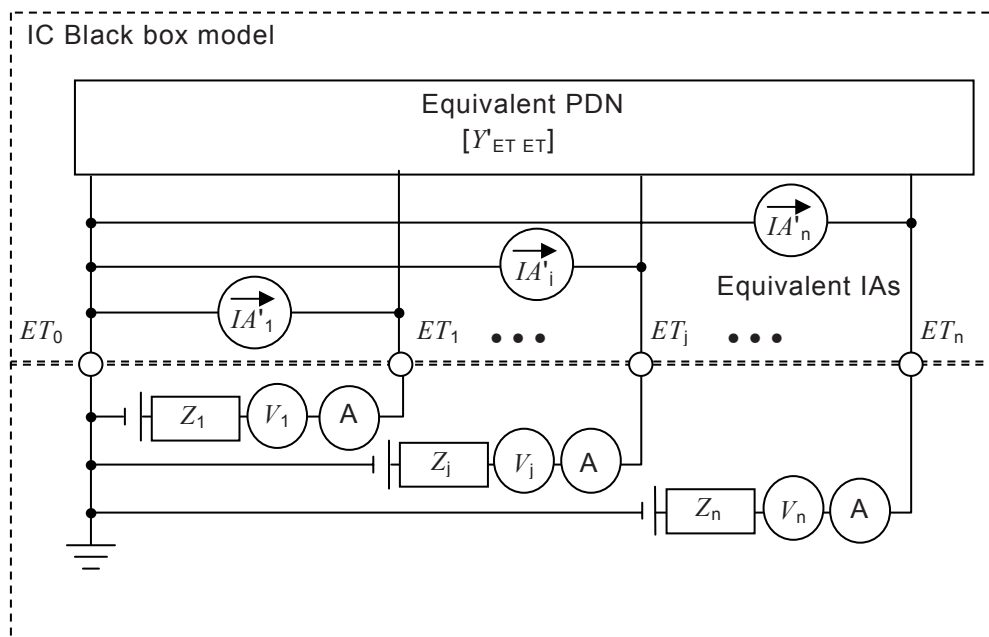 IC Black box model
Equivalent PDN
[Y'ET ET]
IA'n
IA'j
Equivalent IAs
IA'1
ET0 ET1 • • • ETj • • • ETn
Z1 V1 A
Zj Vj A
Zn Vn A